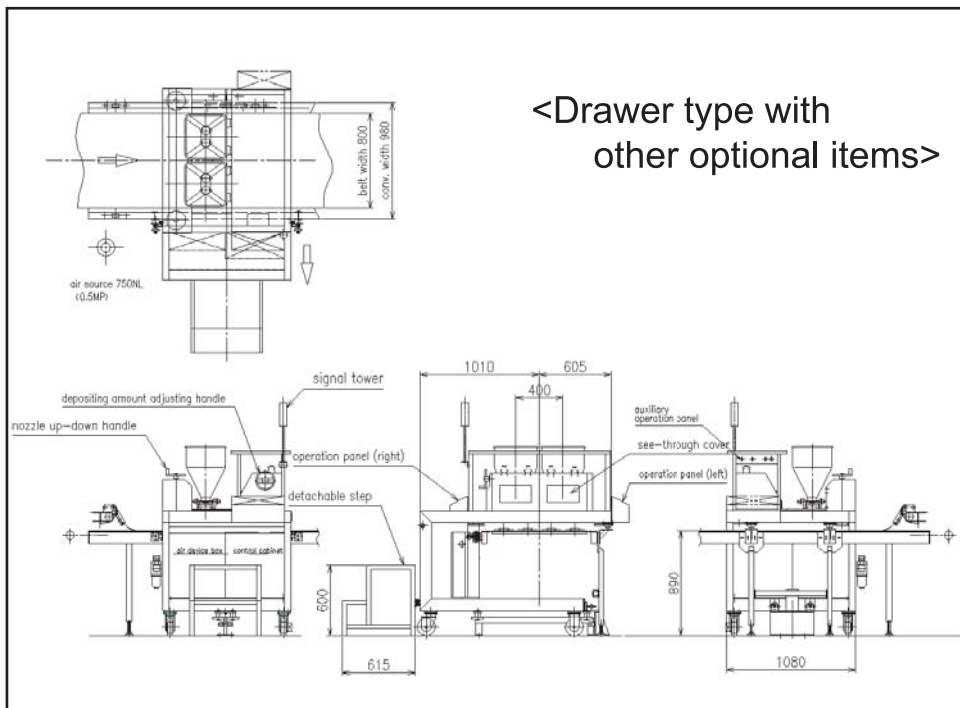 <Drawer type with
other optional items>
belt width 800
conv. width 980
air source 750NL
(0.5MP)
1010
605
400
signal tower
depositing amount adjusting handle
nozzle up-down handle
auxiliary
operation panel
see-through cover
operation panel (right)
operation panel (left)
detachable step
air device box
control cabinet
600
890
615
1080